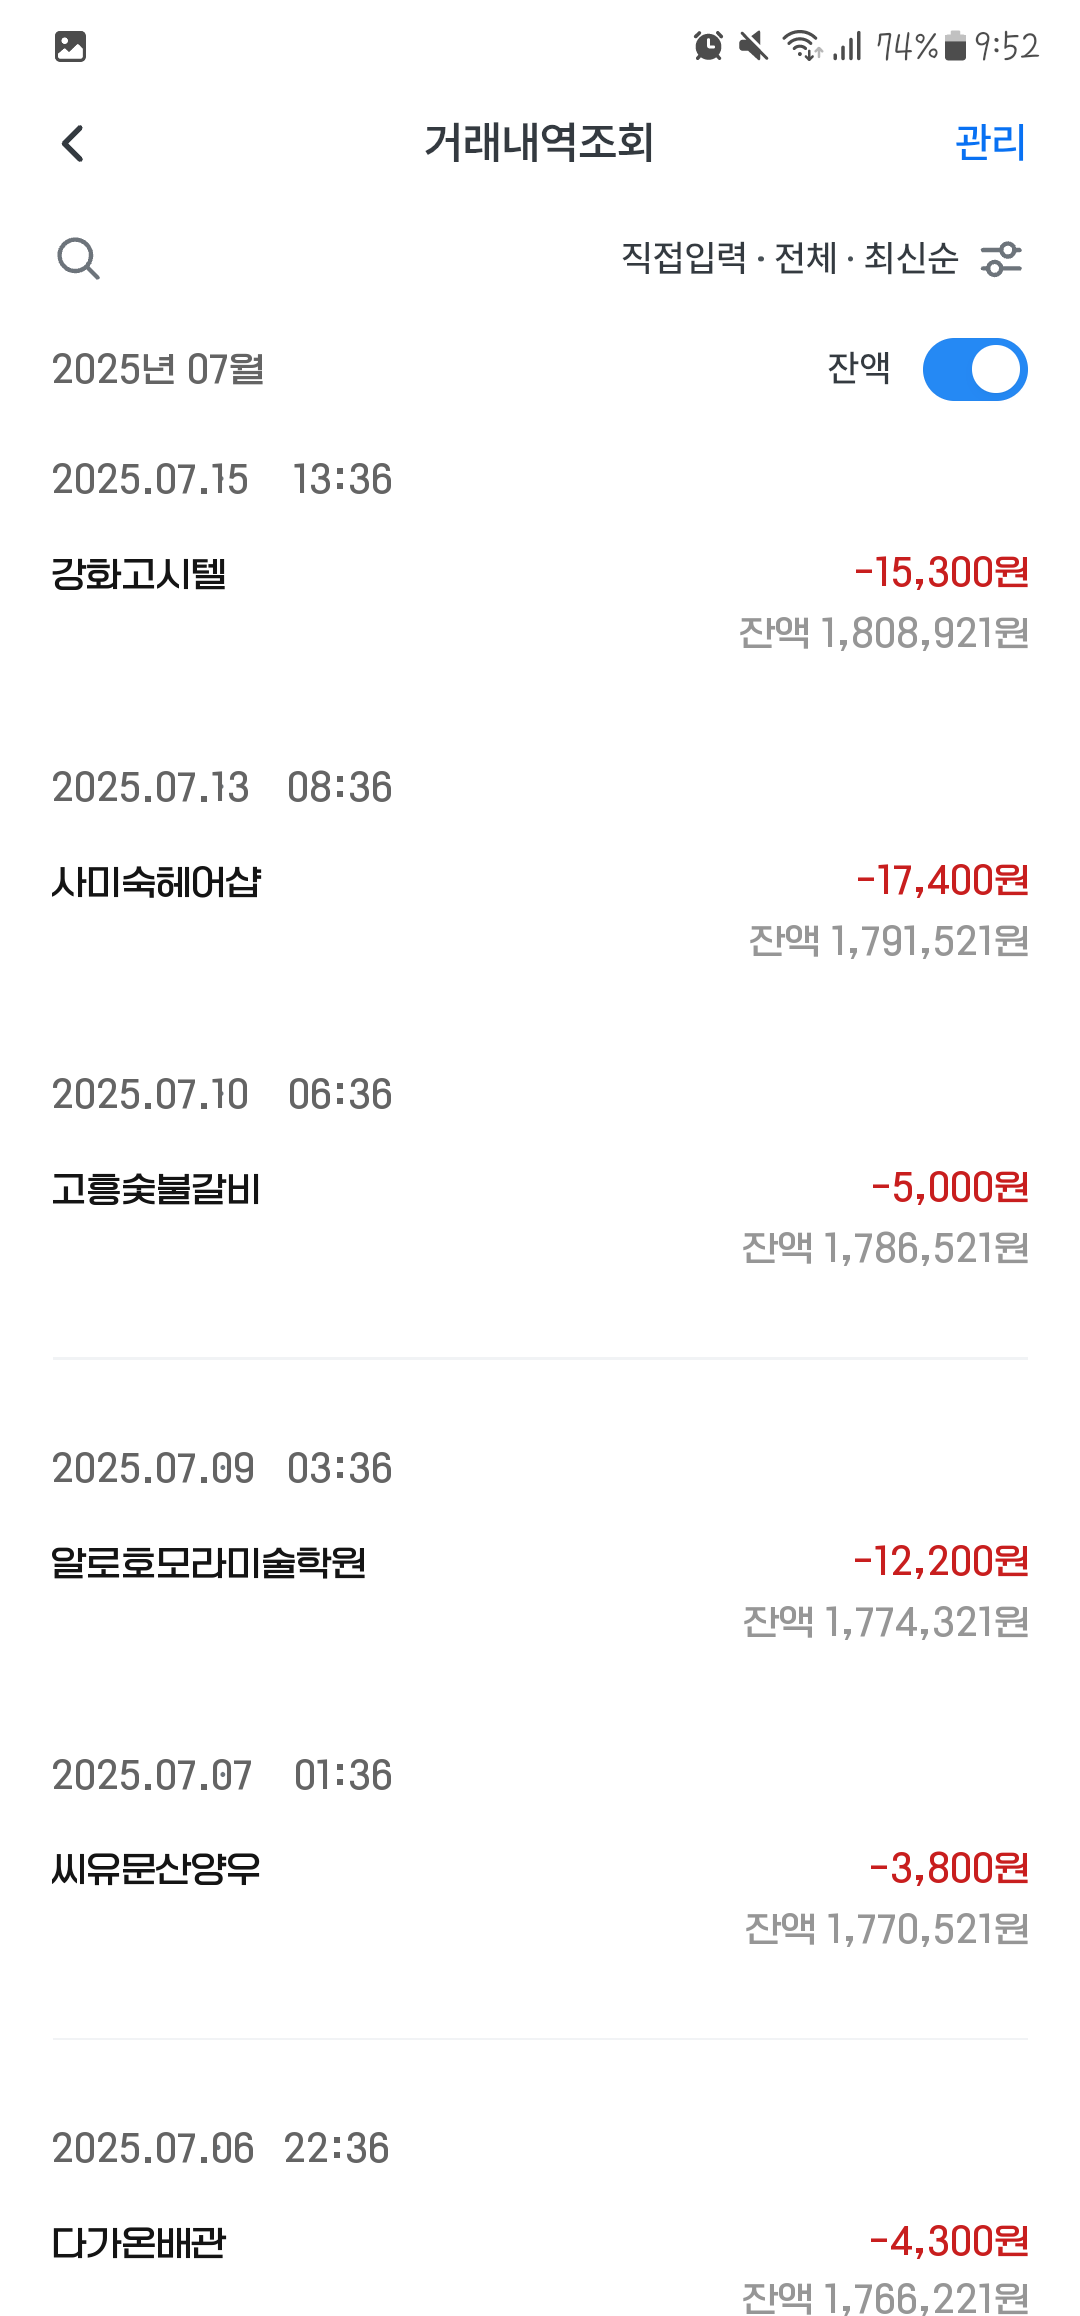 74% 9:52
거래내역조회 관리
직접입력 · 전체 · 최신순
2025년 07월 잔액
2025.07.15 13:36
강화고시텔 -15,300원
잔액 1,808,921원
2025.07.13 08:36
사미숙헤어샵 -17,400원
잔액 1,791,521원
2025.07.10 06:36
고흥숯불갈비 -5,000원
잔액 1,786,521원
2025.07.09 03:36
알로호모라미술학원 -12,200원
잔액 1,774,321원
2025.07.07 01:36
씨유문산양우 -3,800원
잔액 1,770,521원
2025.07.06 22:36
다가온배관 -4,300원
잔액 1,766,221원